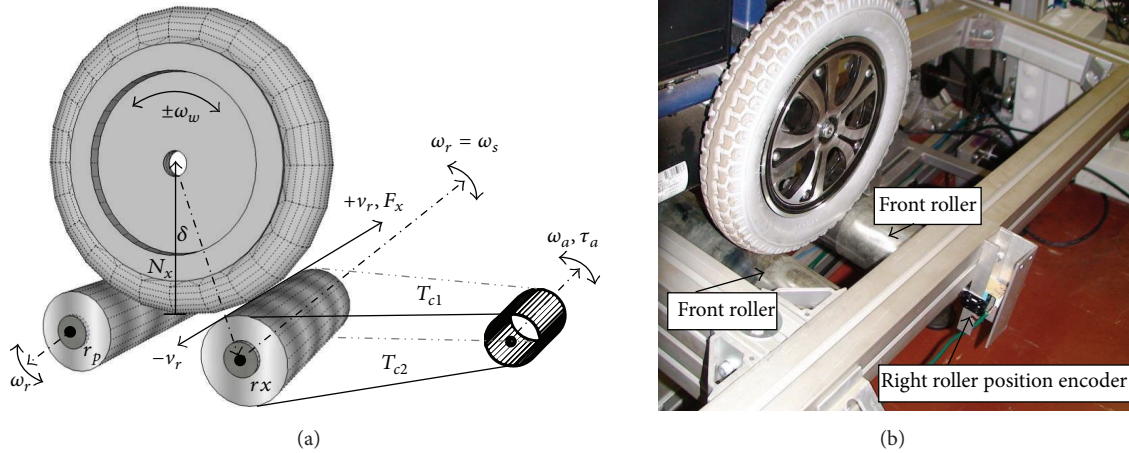 ±ω_w
ω_r = ω_s
+v_r, F_x
δ
N_x
ω_a, τ_a
T_c1
r_p
−v_r
rx
T_c2
ω_r
(a)
Front roller
Front roller
Right roller position encoder
(b)